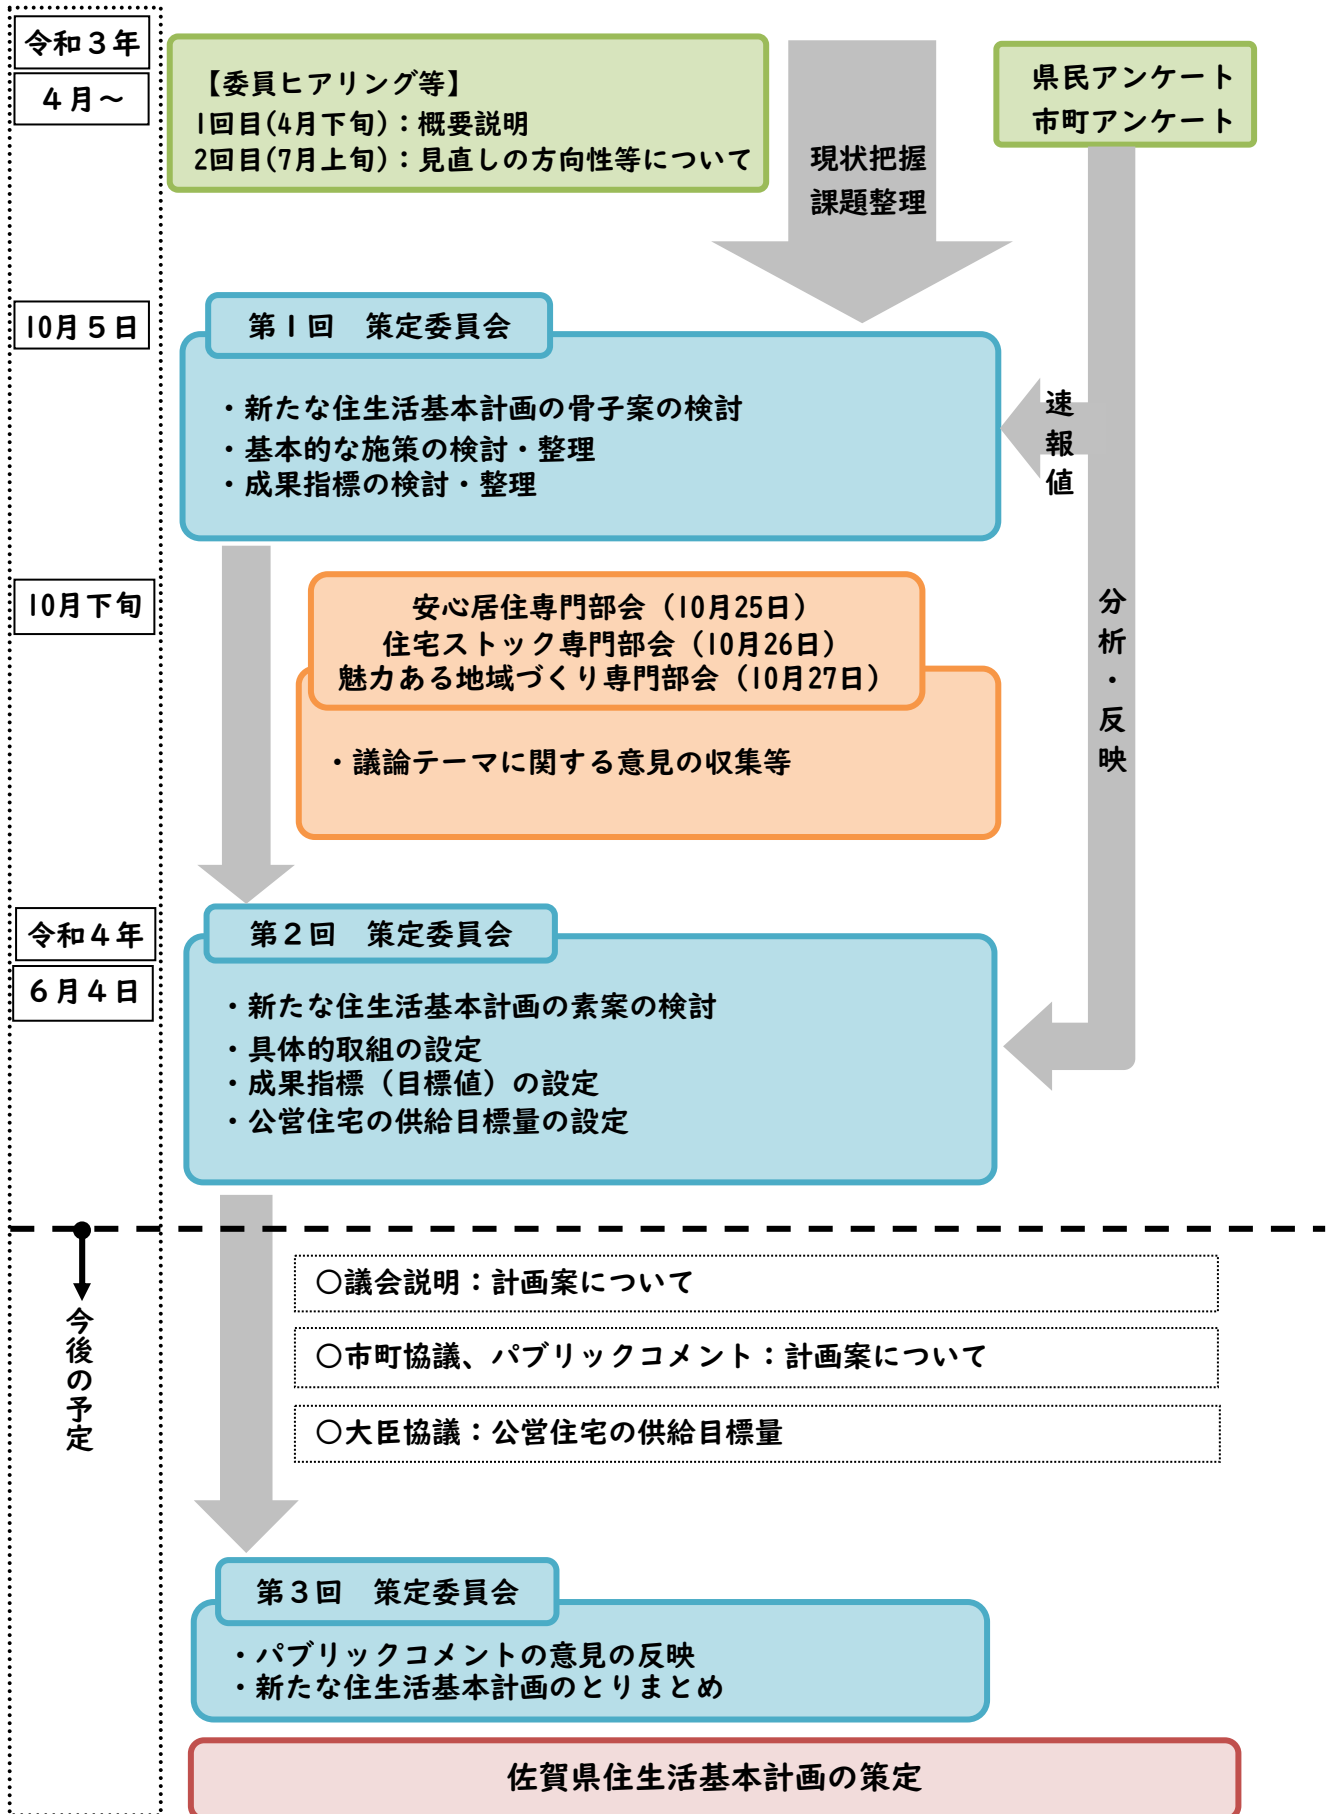 令和３年
４月～
【委員ヒアリング等】
1回目(4月下旬)：概要説明
2回目(7月上旬)：見直しの方向性等について
現状把握
課題整理
県民アンケート
市町アンケート
10月５日
第１回　策定委員会
・新たな住生活基本計画の骨子案の検討
・基本的な施策の検討・整理
・成果指標の検討・整理
速報値
10月下旬
安心居住専門部会（10月25日）
住宅ストック専門部会（10月26日）
魅力ある地域づくり専門部会（10月27日）
・議論テーマに関する意見の収集等
分析・反映
令和４年
６月４日
第２回　策定委員会
・新たな住生活基本計画の素案の検討
・具体的取組の設定
・成果指標（目標値）の設定
・公営住宅の供給目標量の設定
今後の予定
〇議会説明：計画案について
〇市町協議、パブリックコメント：計画案について
〇大臣協議：公営住宅の供給目標量
第３回　策定委員会
・パブリックコメントの意見の反映
・新たな住生活基本計画のとりまとめ
佐賀県住生活基本計画の策定